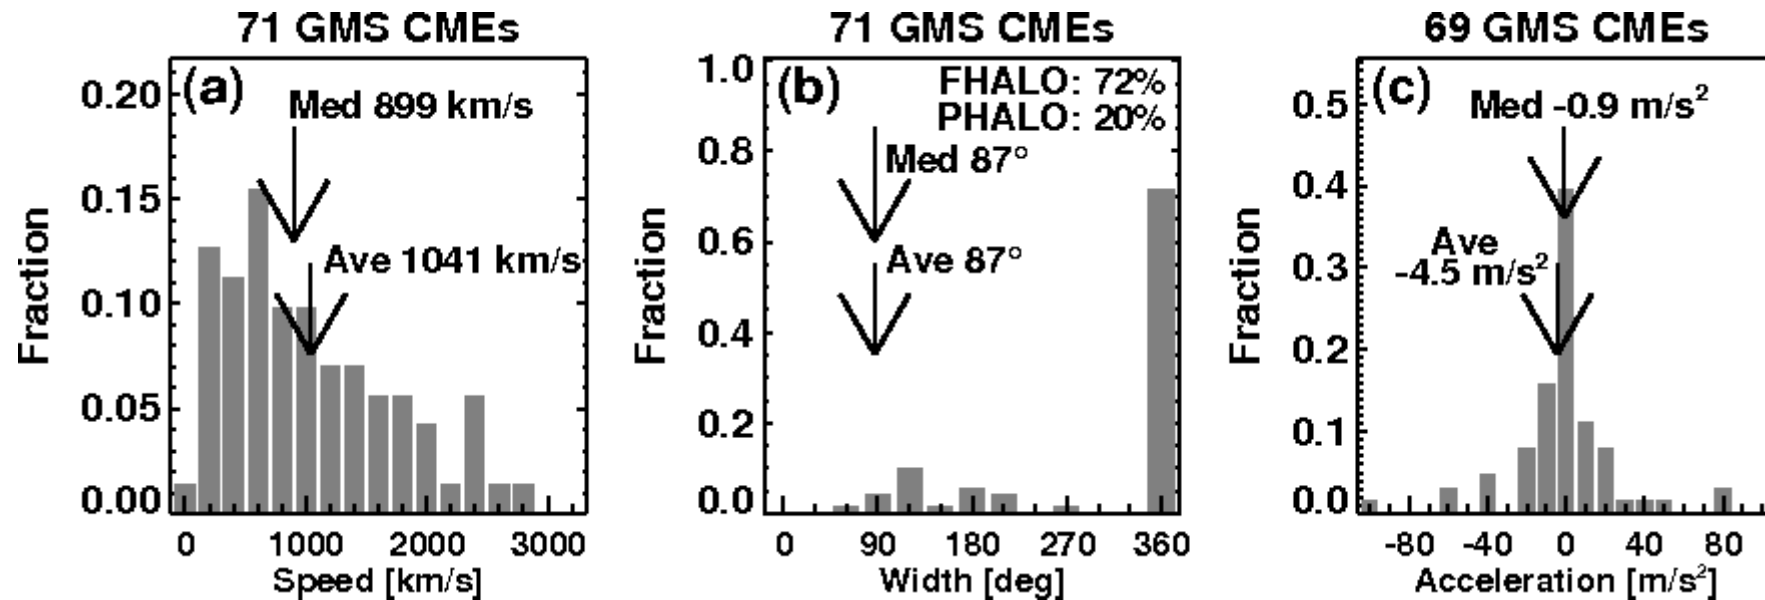 71 GMS CMEs
(a)
Med 899 km/s
Ave 1041 km/s
Fraction
0.20
0.15
0.10
0.05
0.00
0 1000 2000 3000
Speed [km/s]
71 GMS CMEs
(b)
FHALO: 72%
PHALO: 20%
Med 87°
Ave 87°
Fraction
1.0
0.8
0.6
0.4
0.2
0.0
0 90 180 270 360
Width [deg]
69 GMS CMEs
(c)
Med -0.9 m/s²
Ave
-4.5 m/s²
Fraction
0.5
0.4
0.3
0.2
0.1
0.0
-80 -40 0 40 80
Acceleration [m/s²]